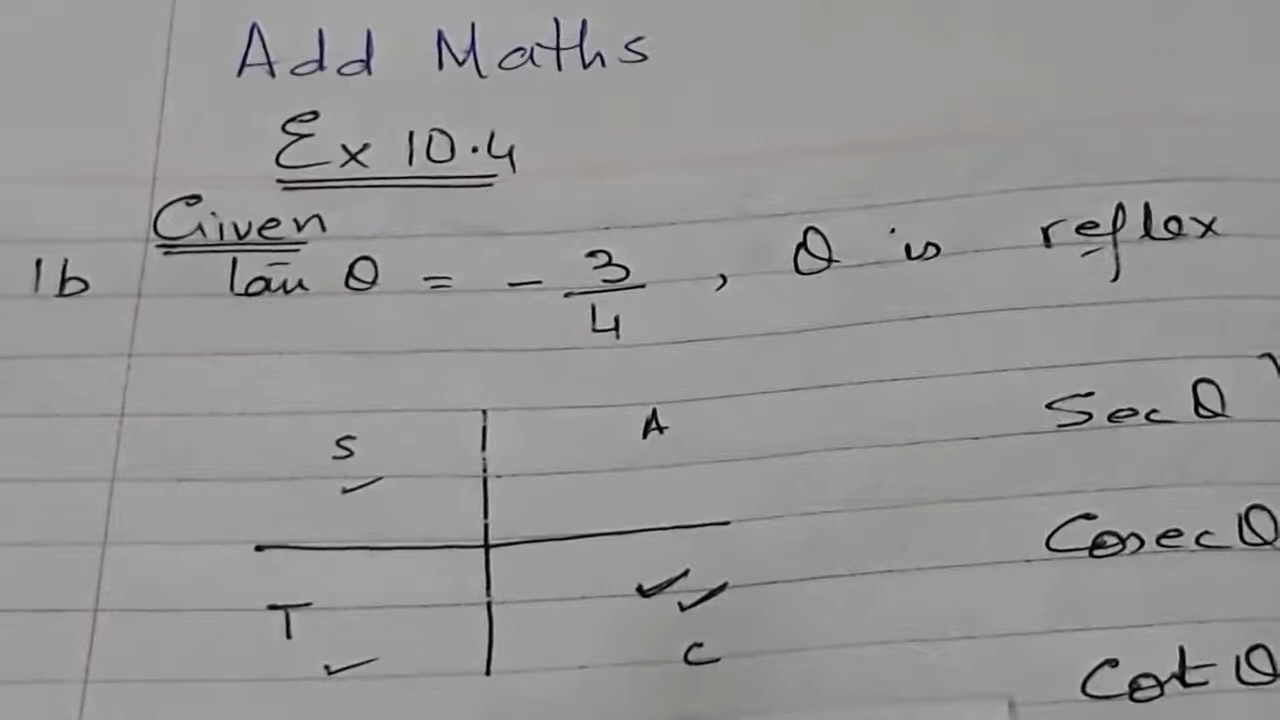 Add Maths
Ex 10.4
Given
1b tan θ = - 3/4 , θ is reflex
S A
Sec θ
Cosec θ
T C
Cot θ